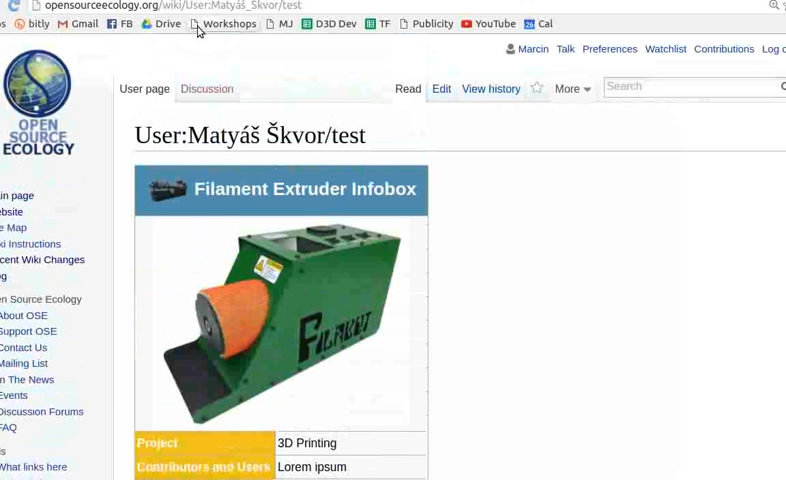 opensourceecology.org/wiki/User:Matyáš_Škvor/test
bitly Gmail FB Drive Workshops MJ D3D Dev TF Publicity YouTube 26 Cal
Marcin Talk Preferences Watchlist Contributions Log
User page Discussion Read Edit View history More Search
OPEN
SOURCE
ECOLOGY
User:Matyáš Škvor/test
Filament Extruder Infobox
in page
ebsite
e Map
ki Instructions
cent Wiki Changes
og
en Source Ecology
About OSE
Support OSE
Contact Us
Mailing List
n The News
Events
Discussion Forums
FAQ
ls
What links here
FILABOT
Project 3D Printing
Contributors and Users Lorem ipsum